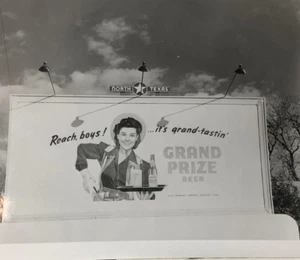 NORTH TEXAS
Reach, boys! ...it's grand-tastin'
GRAND
PRIZE
BEER